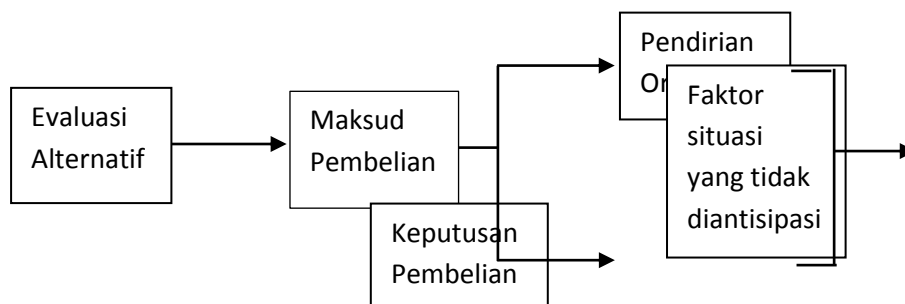 Evaluasi
Alternatif
Maksud
Pembelian
Keputusan
Pembelian
Pendirian
Faktor
situasi
yang tidak
diantisipasi